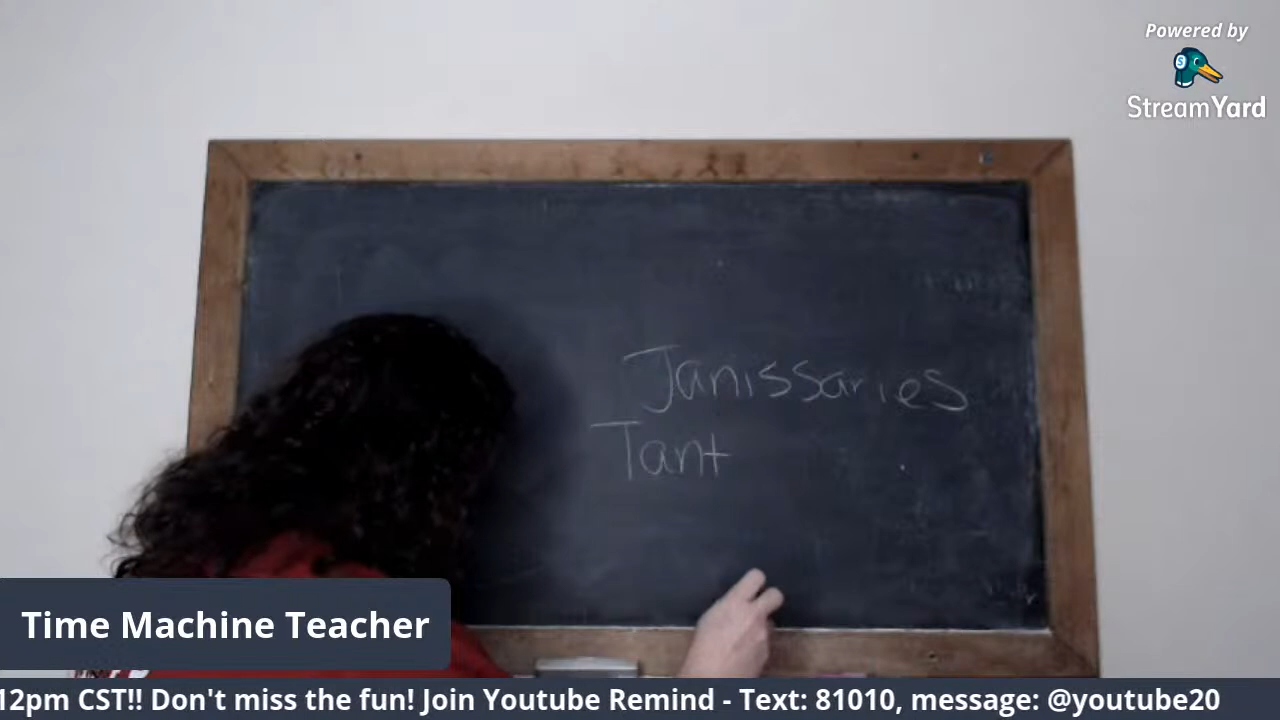 Powered by
StreamYard
Janissaries
Tant
Time Machine Teacher
12pm CST!! Don't miss the fun! Join Youtube Remind - Text: 81010, message: @youtube20